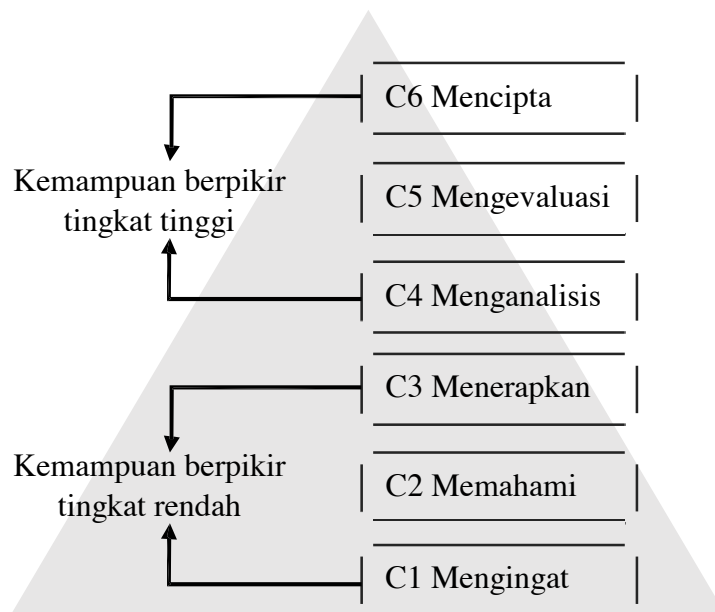 C6 Mencipta
Kemampuan berpikir
tingkat tinggi
C5 Mengevaluasi
C4 Menganalisis
C3 Menerapkan
Kemampuan berpikir
tingkat rendah
C2 Memahami
C1 Mengingat